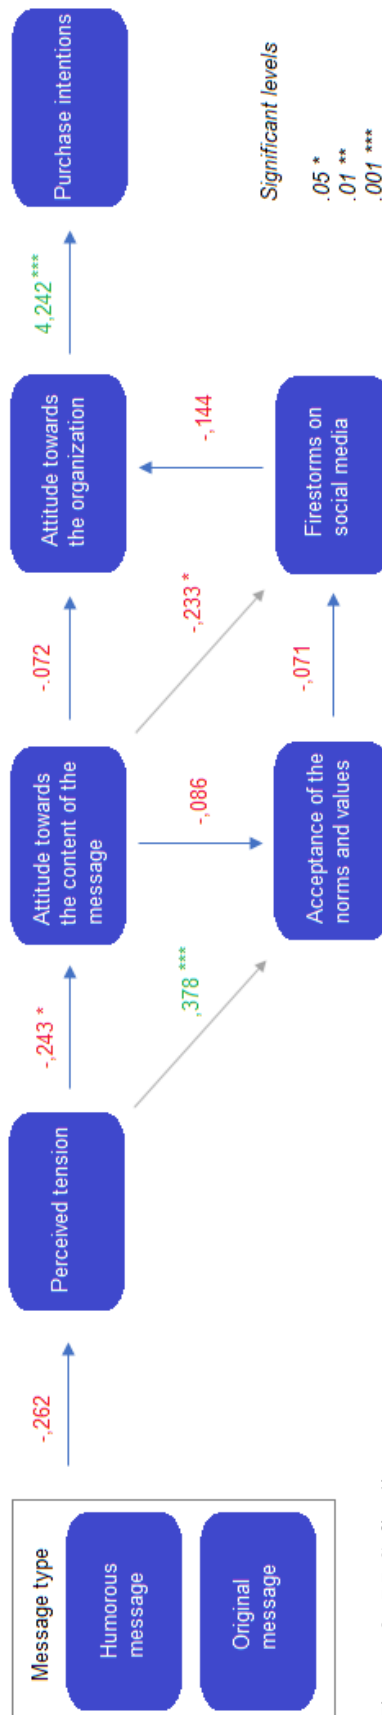 Message type
Humorous
message
Original
message
-,262
Perceived tension
-,243 *
,378 ***
Attitude towards
the content of the
message
-.072
-,086
-,233 *
Acceptance of the
norms and values
-,071
Attitude towards
the organization
-,144
Firestorms on
social media
4,242 ***
Purchase intentions
Significant levels
.05 *
.01 **
.001 ***